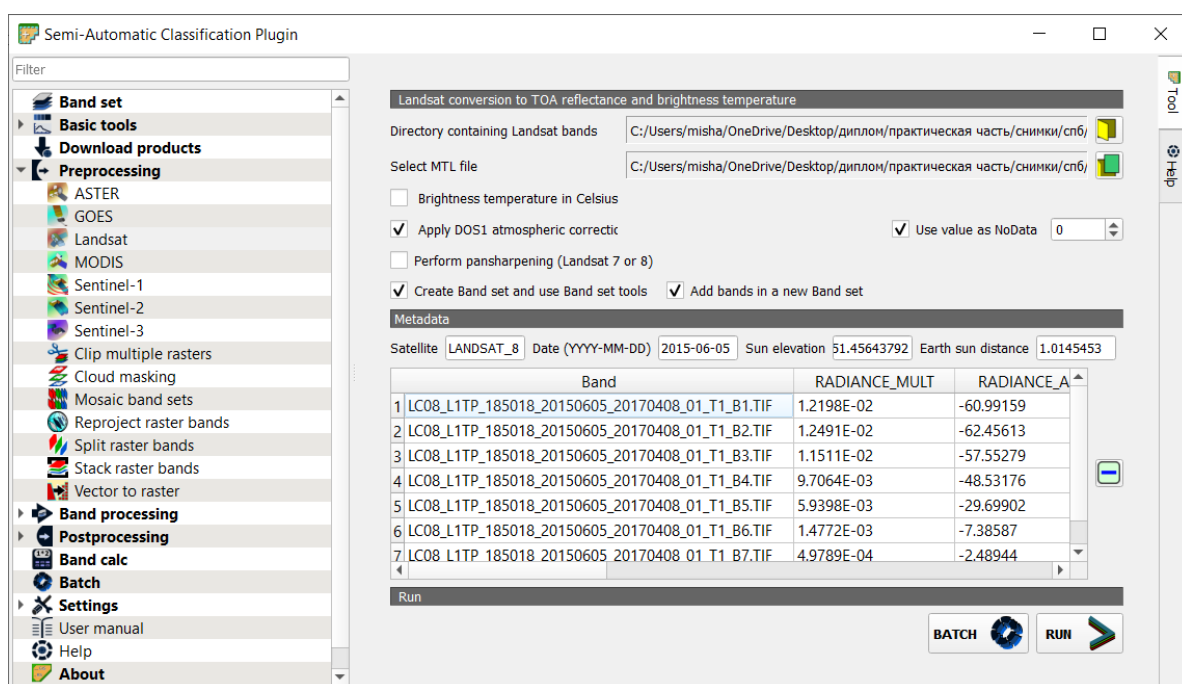 Semi-Automatic Classification Plugin
Filter
Band set
Basic tools
Download products
Preprocessing
ASTER
GOES
Landsat
MODIS
Sentinel-1
Sentinel-2
Sentinel-3
Clip multiple rasters
Cloud masking
Mosaic band sets
Reproject raster bands
Split raster bands
Stack raster bands
Vector to raster
Band processing
Postprocessing
Band calc
Batch
Settings
User manual
Help
About
Landsat conversion to TOA reflectance and brightness temperature
Directory containing Landsat bands C:/Users/misha/OneDrive/Desktop/диплом/практическая часть/снимки/спб/
Select MTL file C:/Users/misha/OneDrive/Desktop/диплом/практическая часть/снимки/спб/
Brightness temperature in Celsius
Apply DOS1 atmospheric correctic Use value as NoData 0
Perform pansharpening (Landsat 7 or 8)
Create Band set and use Band set tools Add bands in a new Band set
Metadata
Satellite LANDSAT_8 Date (YYYY-MM-DD) 2015-06-05 Sun elevation 51.45643792 Earth sun distance 1.0145453
Band RADIANCE_MULT RADIANCE_A
1 LC08_L1TP_185018_20150605_20170408_01_T1_B1.TIF 1.2198E-02 -60.99159
2 LC08_L1TP_185018_20150605_20170408_01_T1_B2.TIF 1.2491E-02 -62.45613
3 LC08_L1TP_185018_20150605_20170408_01_T1_B3.TIF 1.1511E-02 -57.55279
4 LC08_L1TP_185018_20150605_20170408_01_T1_B4.TIF 9.7064E-03 -48.53176
5 LC08_L1TP_185018_20150605_20170408_01_T1_B5.TIF 5.9398E-03 -29.69902
6 LC08_L1TP_185018_20150605_20170408_01_T1_B6.TIF 1.4772E-03 -7.38587
7 LC08_L1TP_185018_20150605_20170408_01_T1_B7.TIF 4.9789E-04 -2.48944
Run
BATCH RUN
Tool
Help